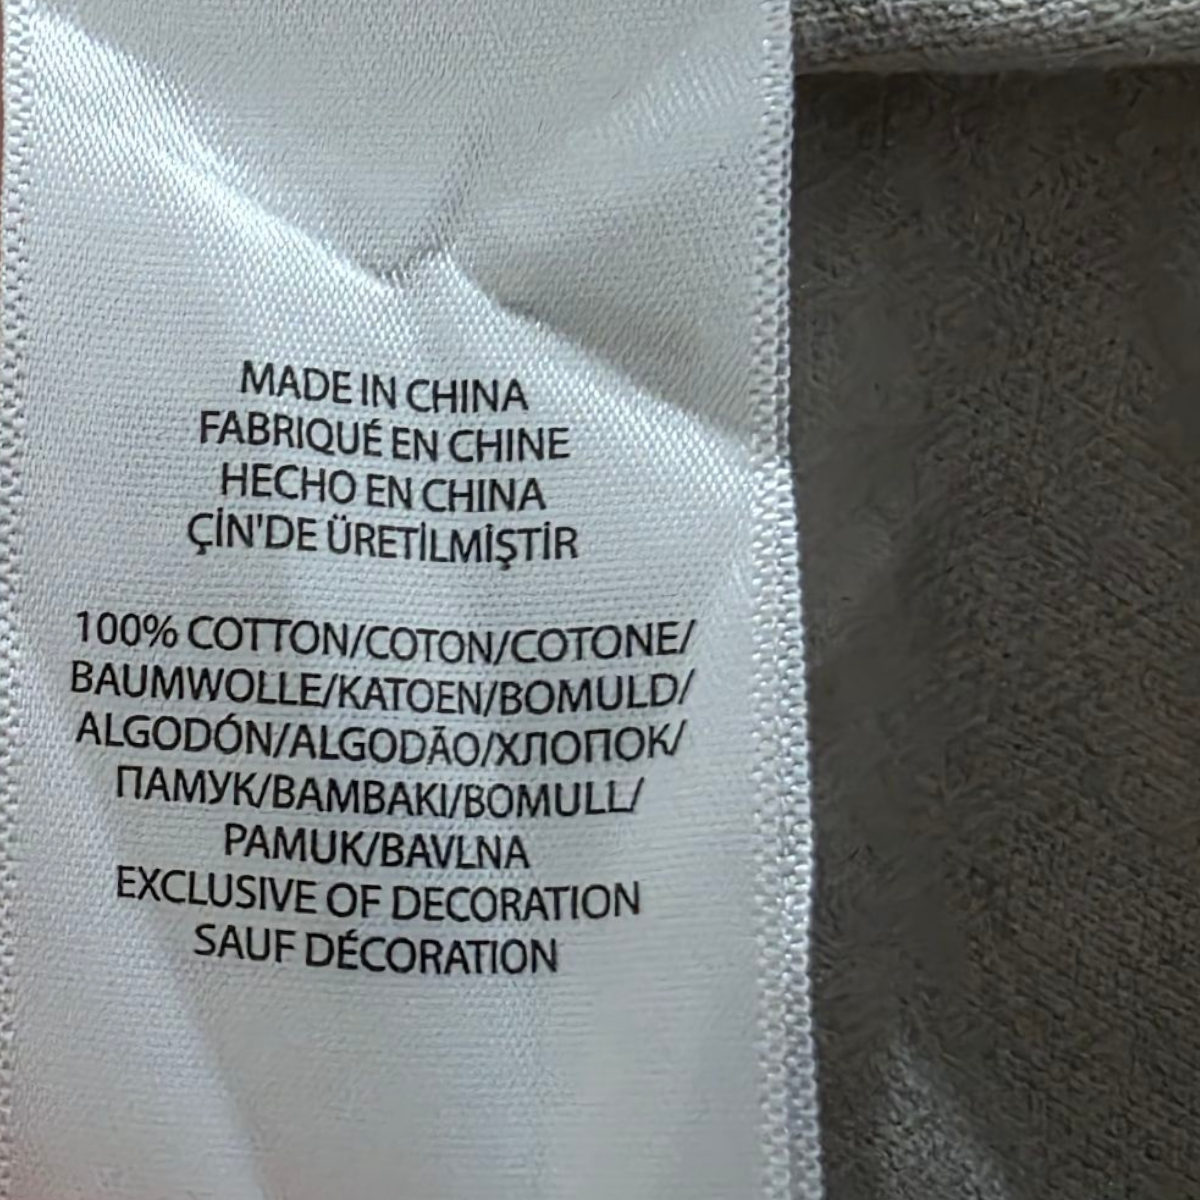 MADE IN CHINA
FABRIQUÉ EN CHINE
HECHO EN CHINA
ÇİN'DE ÜRETİLMİŞTİR
100% COTTON/COTON/COTONE/
BAUMWOLLE/KATOEN/BOMULD/
ALGODÓN/ALGODÃO/ХЛОПОК/
ПАМУК/BAMBAKI/BOMULL/
PAMUK/BAVLNA
EXCLUSIVE OF DECORATION
SAUF DÉCORATION